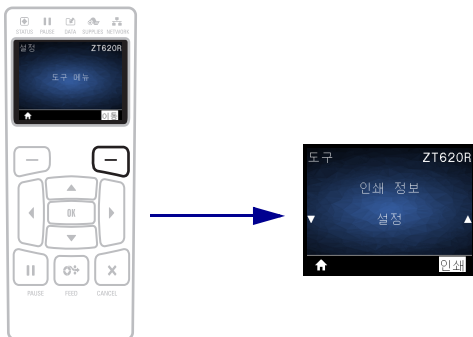 STATUS PAUSE DATA SUPPLIES NETWORK
설정 ZT620R
도구 메뉴
이동
OK
PAUSE FEED CANCEL
도구 ZT620R
인쇄 정보
설정
인쇄